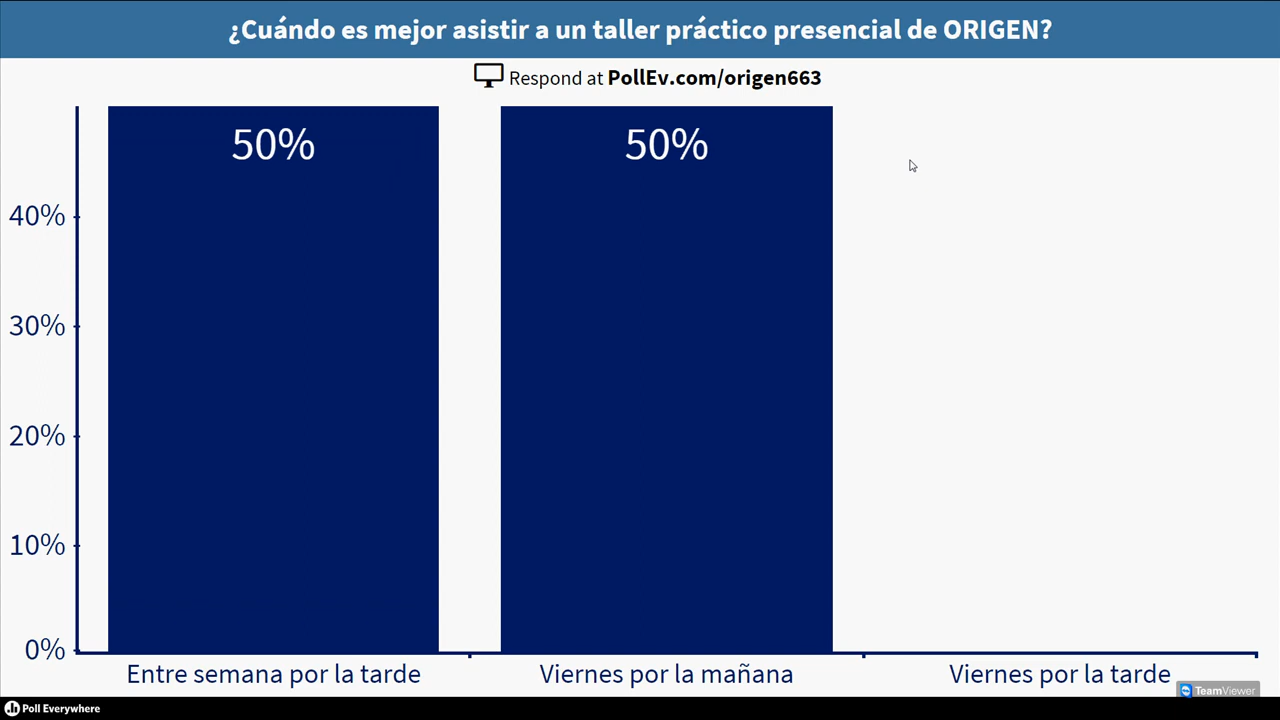 ¿Cuándo es mejor asistir a un taller práctico presencial de ORIGEN?
Respond at PollEv.com/origen663
50%
50%
40%
30%
20%
10%
0%
Entre semana por la tarde
Viernes por la mañana
Viernes por la tarde
TeamViewer
Poll Everywhere